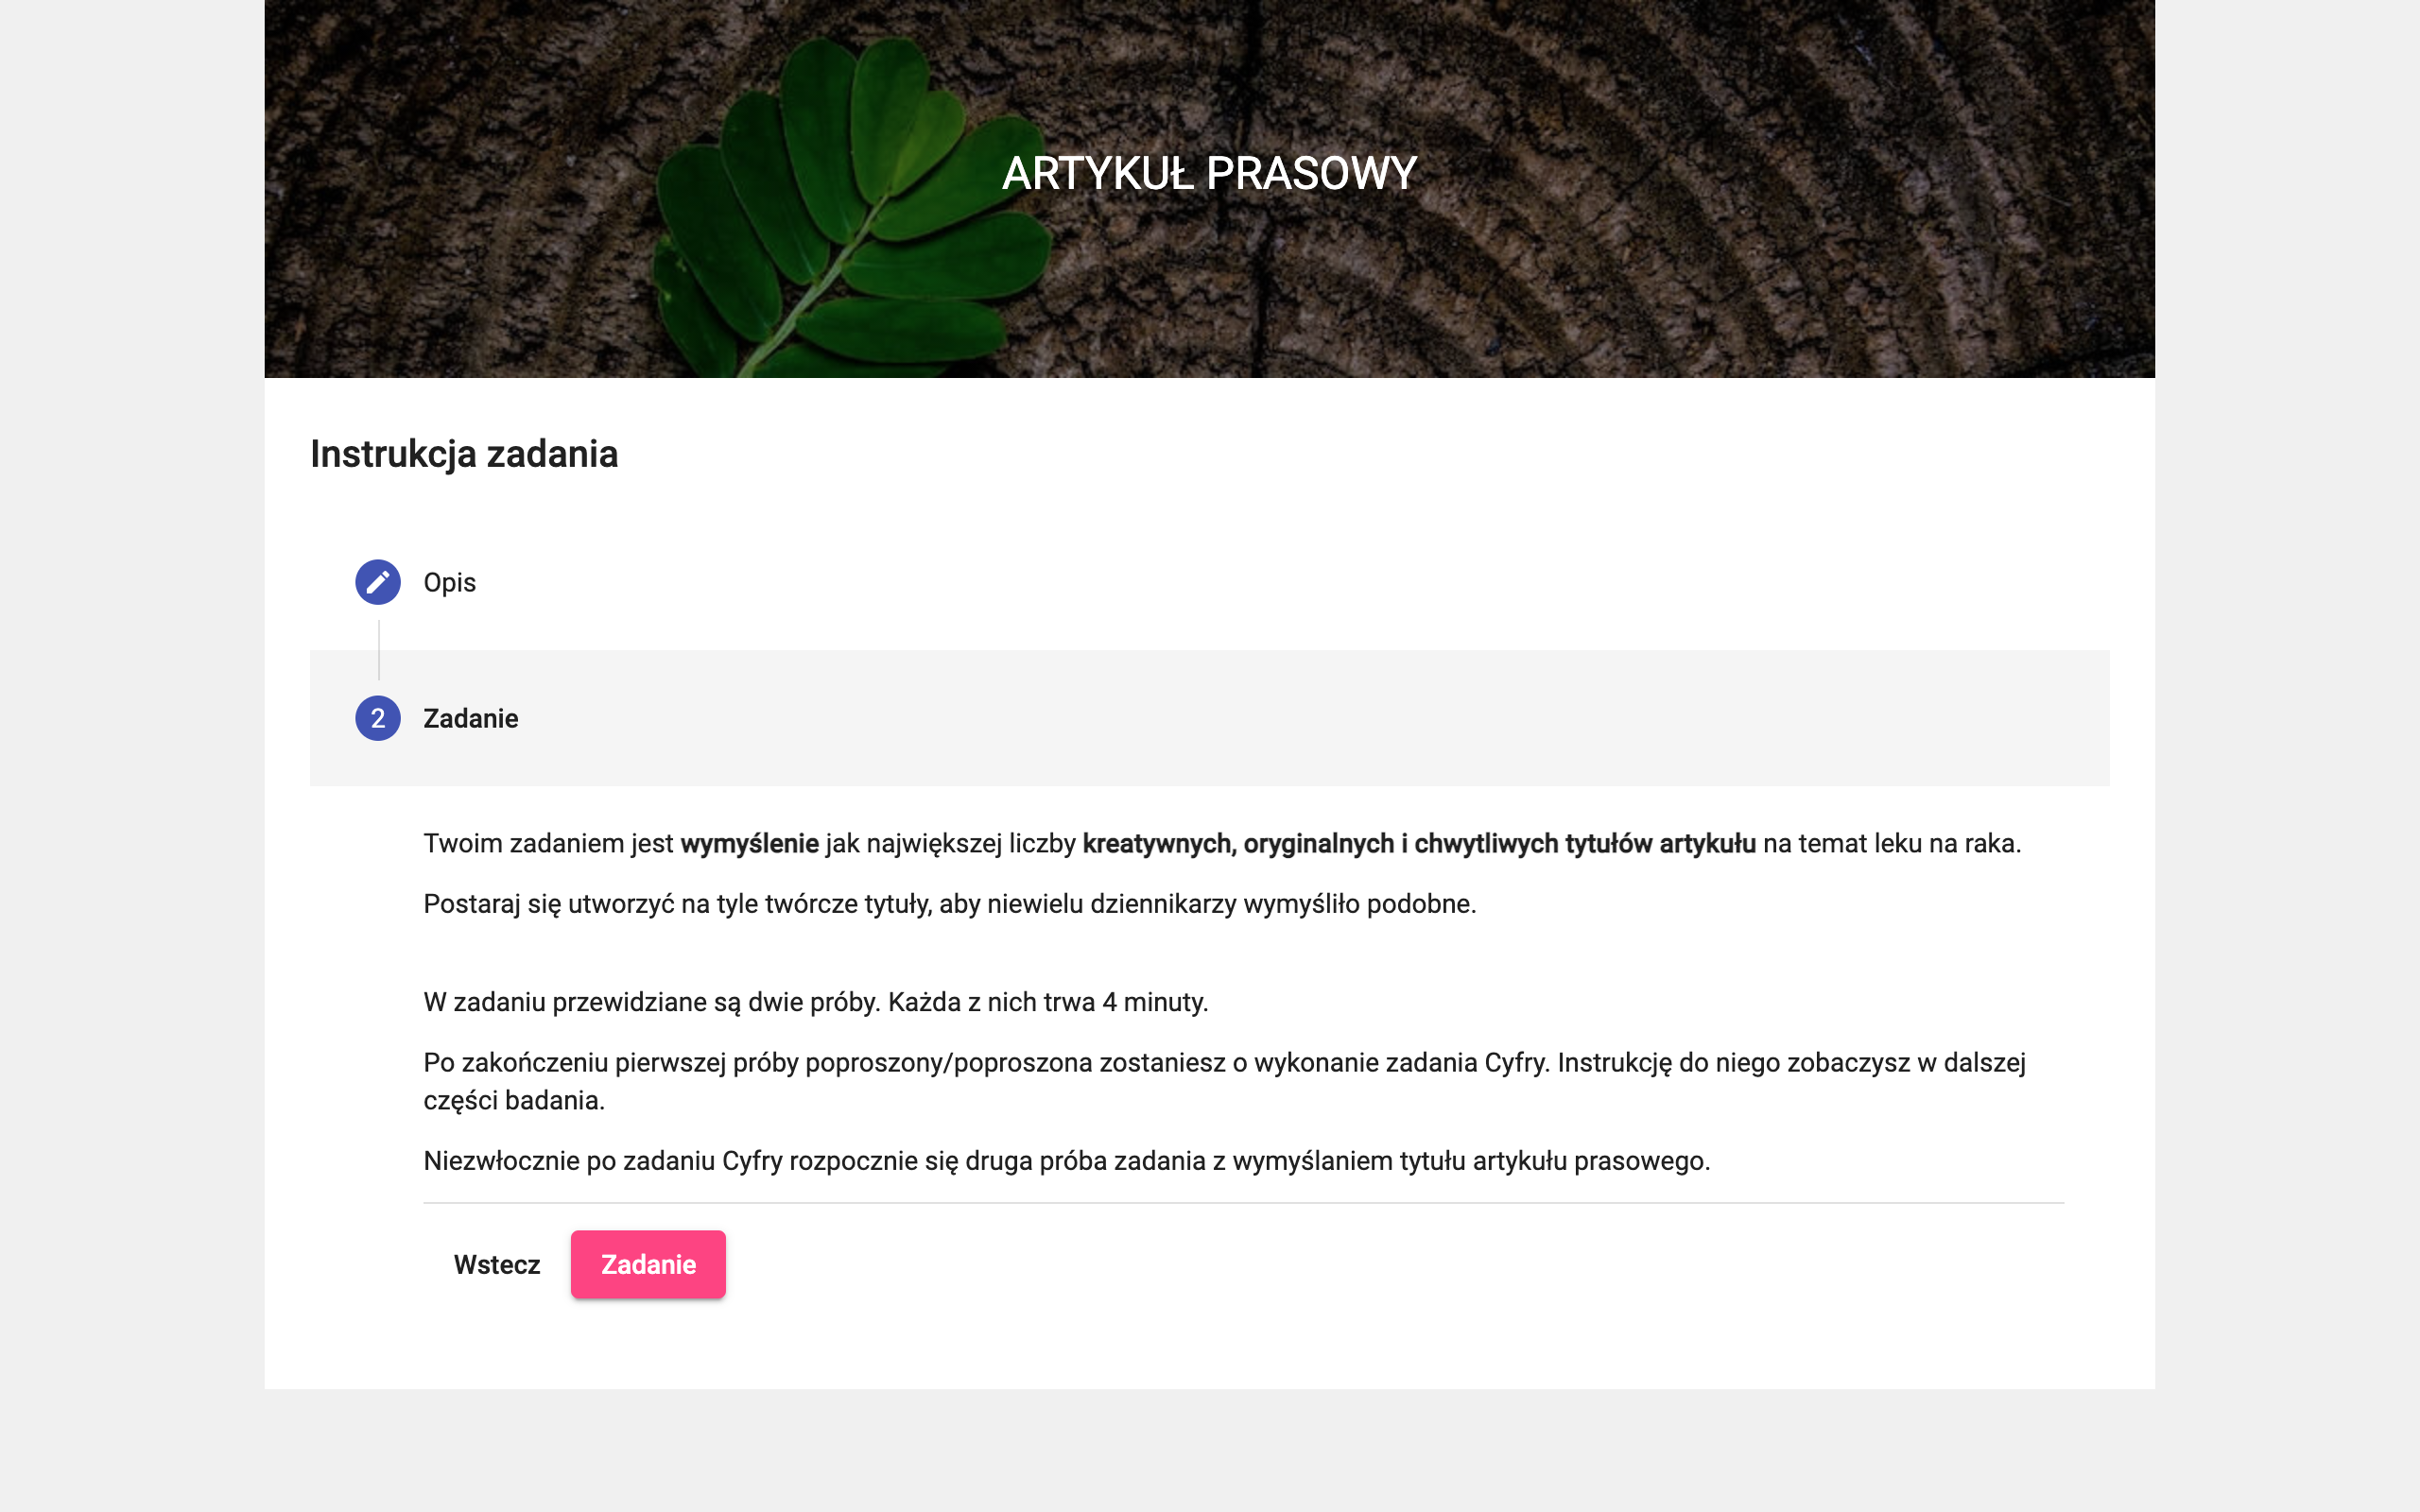 ARTYKUŁ PRASOWY
Instrukcja zadania
Opis
2 Zadanie
Twoim zadaniem jest wymyślenie jak największej liczby kreatywnych, oryginalnych i chwytliwych tytułów artykułu na temat leku na raka.
Postaraj się utworzyć na tyle twórcze tytuły, aby niewielu dziennikarzy wymyśliło podobne.
W zadaniu przewidziane są dwie próby. Każda z nich trwa 4 minuty.
Po zakończeniu pierwszej próby poproszony/poproszona zostaniesz o wykonanie zadania Cyfry. Instrukcję do niego zobaczysz w dalszej
części badania.
Niezwłocznie po zadaniu Cyfry rozpocznie się druga próba zadania z wymyślaniem tytułu artykułu prasowego.
Wstecz Zadanie